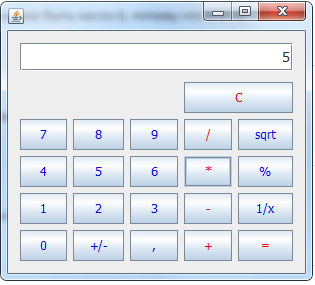 5
C
7 8 9 / sqrt
4 5 6 * %
1 2 3 - 1/x
0 +/- , + =